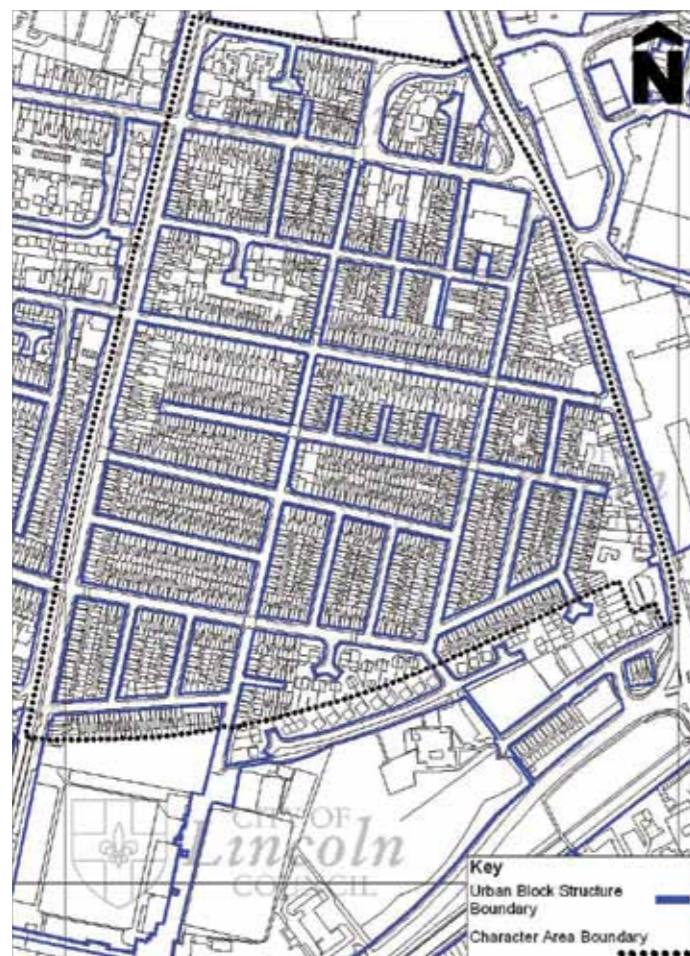 N
CITY OF
Lincoln
COUNCIL
Key
Urban Block Structure
Boundary
Character Area Boundary